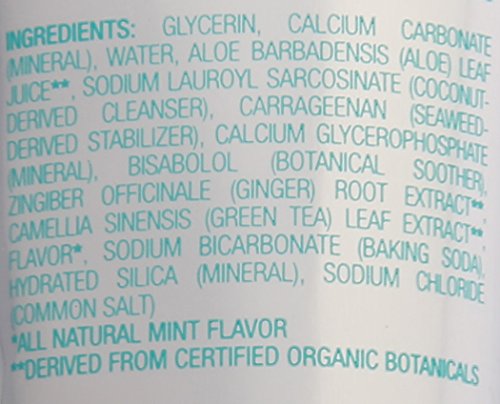 INGREDIENTS: GLYCERIN, CALCIUM CARBONATE
(MINERAL), WATER, ALOE BARBADENSIS (ALOE) LEAF
JUICE**, SODIUM LAUROYL SARCOSINATE (COCONUT-
DERIVED CLEANSER), CARRAGEENAN (SEAWEED-
DERIVED STABILIZER), CALCIUM GLYCEROPHOSPHATE
(MINERAL), BISABOLOL (BOTANICAL SOOTHER),
ZINGIBER OFFICINALE (GINGER) ROOT EXTRACT**,
CAMELLIA SINENSIS (GREEN TEA) LEAF EXTRACT**,
FLAVOR*, SODIUM BICARBONATE (BAKING SODA),
HYDRATED SILICA (MINERAL), SODIUM CHLORIDE
(COMMON SALT)
*ALL NATURAL MINT FLAVOR
**DERIVED FROM CERTIFIED ORGANIC BOTANICALS